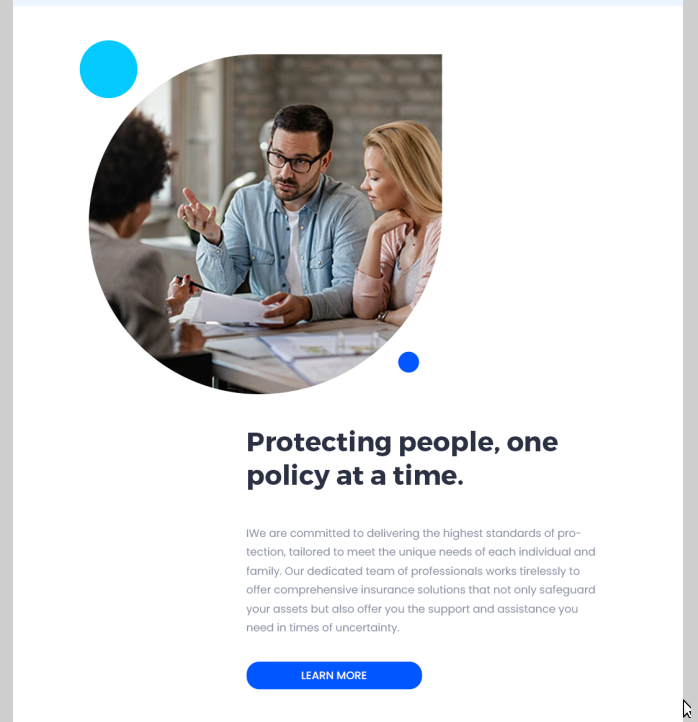 Protecting people, one
policy at a time.
IWe are committed to delivering the highest standards of pro-
tection, tailored to meet the unique needs of each individual and
family. Our dedicated team of professionals works tirelessly to
offer comprehensive insurance solutions that not only safeguard
your assets but also offer you the support and assistance you
need in times of uncertainty.
LEARN MORE